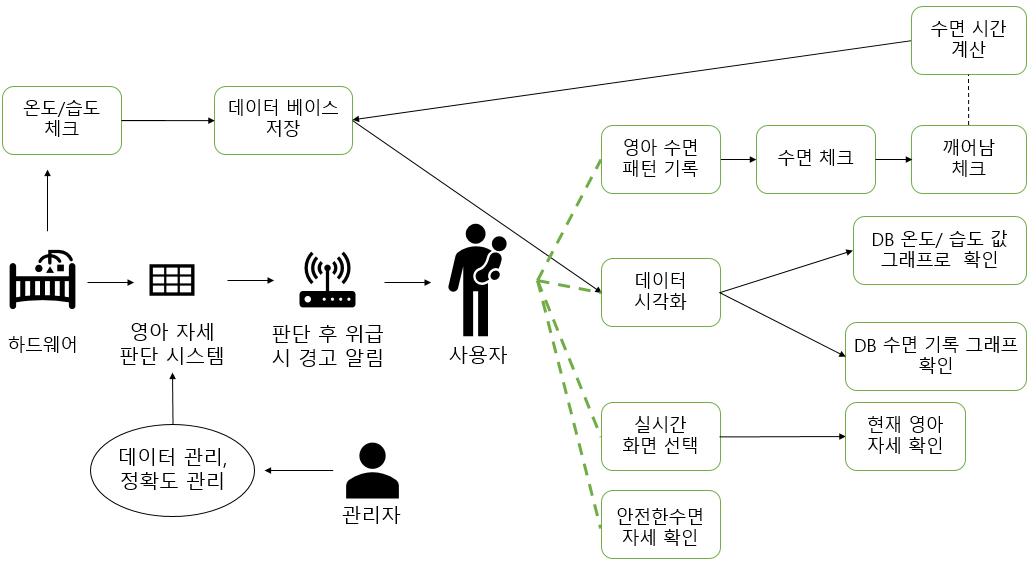 수면 시간
계산
온도/습도
체크
데이터 베이스
저장
영아 수면
패턴 기록
수면 체크
깨어남
체크
DB 온도/ 습도 값
그래프로 확인
데이터
시각화
하드웨어
영아 자세
판단 시스템
판단 후 위급
시 경고 알림
사용자
DB 수면 기록 그래프
확인
실시간
화면 선택
현재 영아
자세 확인
데이터 관리,
정확도 관리
관리자
안전한수면
자세 확인